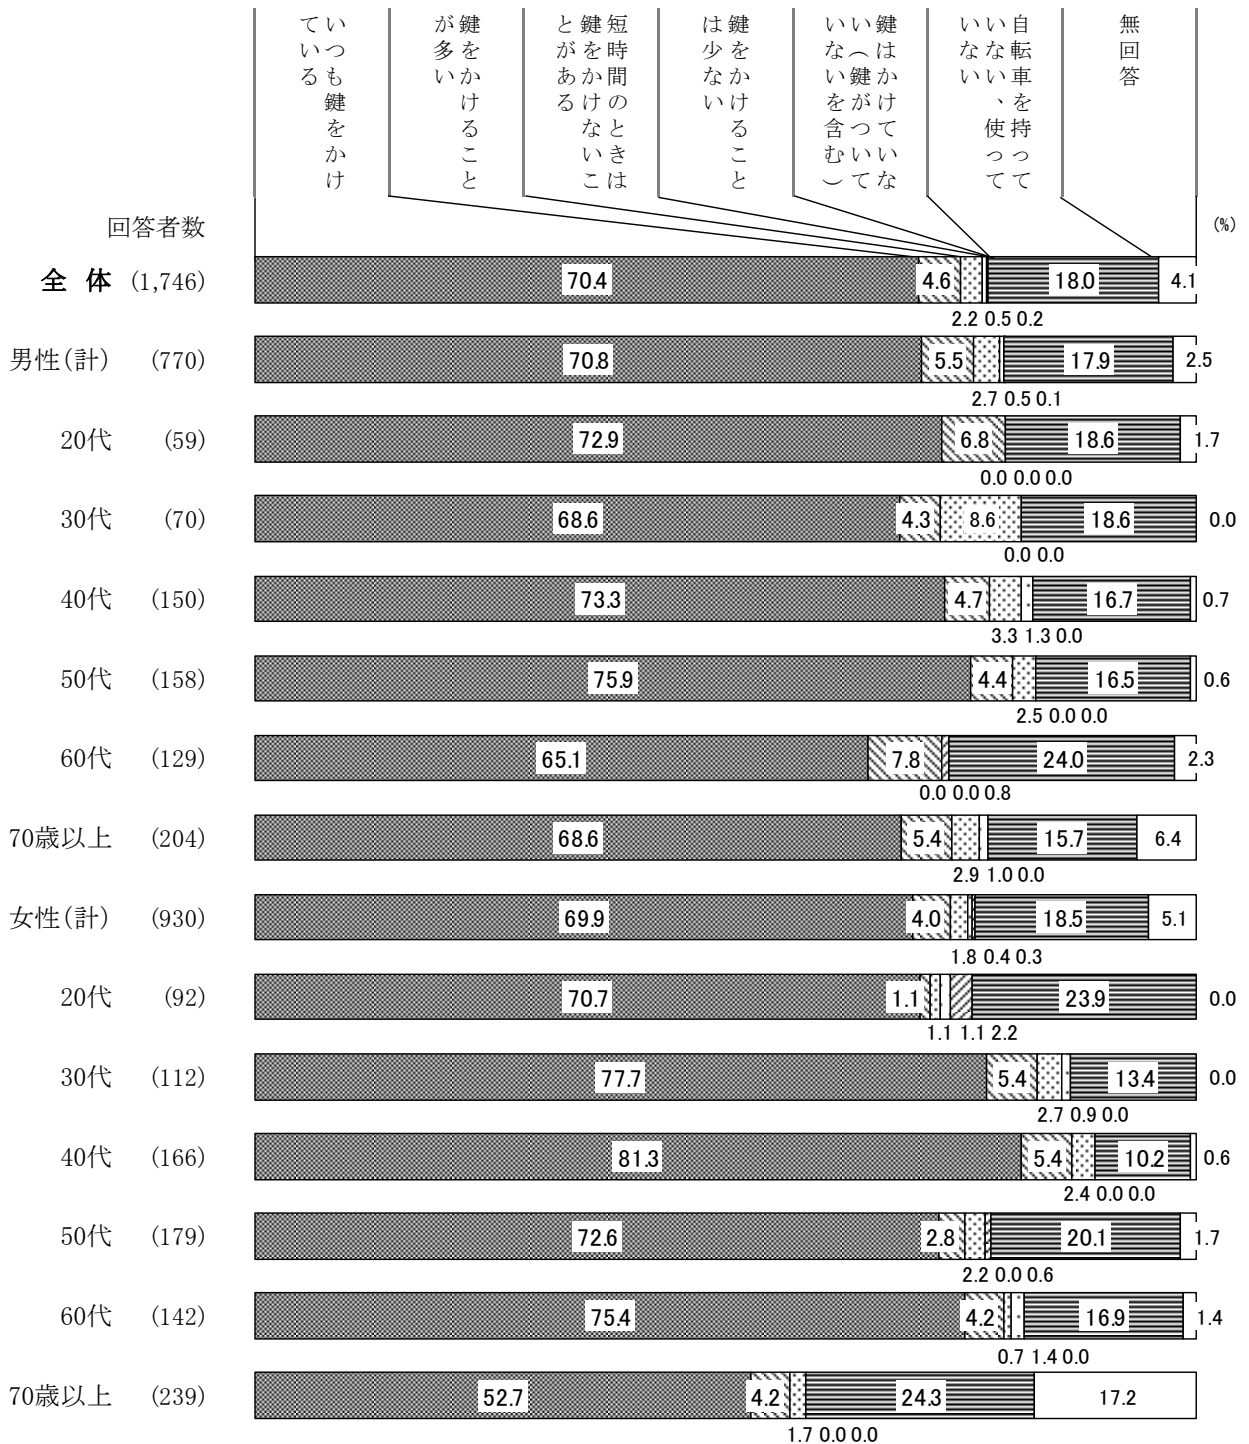 いつも鍵をかけ
ている
鍵をかけること
が多い
短時間のときは
鍵をかけないこ
とがある
鍵をかけること
は少ない
鍵はかけていな
い（鍵がついて
いないを含む）
自転車を持って
いない、使って
いない
無回答
回答者数
(%)
全 体 (1,746) 70.4 4.6 18.0 4.1
2.2 0.5 0.2
男性(計) (770) 70.8 5.5 17.9 2.5
2.7 0.5 0.1
20代 (59) 72.9 6.8 18.6 1.7
0.0 0.0 0.0
30代 (70) 68.6 4.3 8.6 18.6 0.0
0.0 0.0
40代 (150) 73.3 4.7 16.7 0.7
3.3 1.3 0.0
50代 (158) 75.9 4.4 16.5 0.6
2.5 0.0 0.0
60代 (129) 65.1 7.8 24.0 2.3
0.0 0.0 0.8
70歳以上 (204) 68.6 5.4 15.7 6.4
2.9 1.0 0.0
女性(計) (930) 69.9 4.0 18.5 5.1
1.8 0.4 0.3
20代 (92) 70.7 1.1 23.9 0.0
1.1 1.1 2.2
30代 (112) 77.7 5.4 13.4 0.0
2.7 0.9 0.0
40代 (166) 81.3 5.4 10.2 0.6
2.4 0.0 0.0
50代 (179) 72.6 2.8 20.1 1.7
2.2 0.0 0.6
60代 (142) 75.4 4.2 16.9 1.4
0.7 1.4 0.0
70歳以上 (239) 52.7 4.2 24.3 17.2
1.7 0.0 0.0